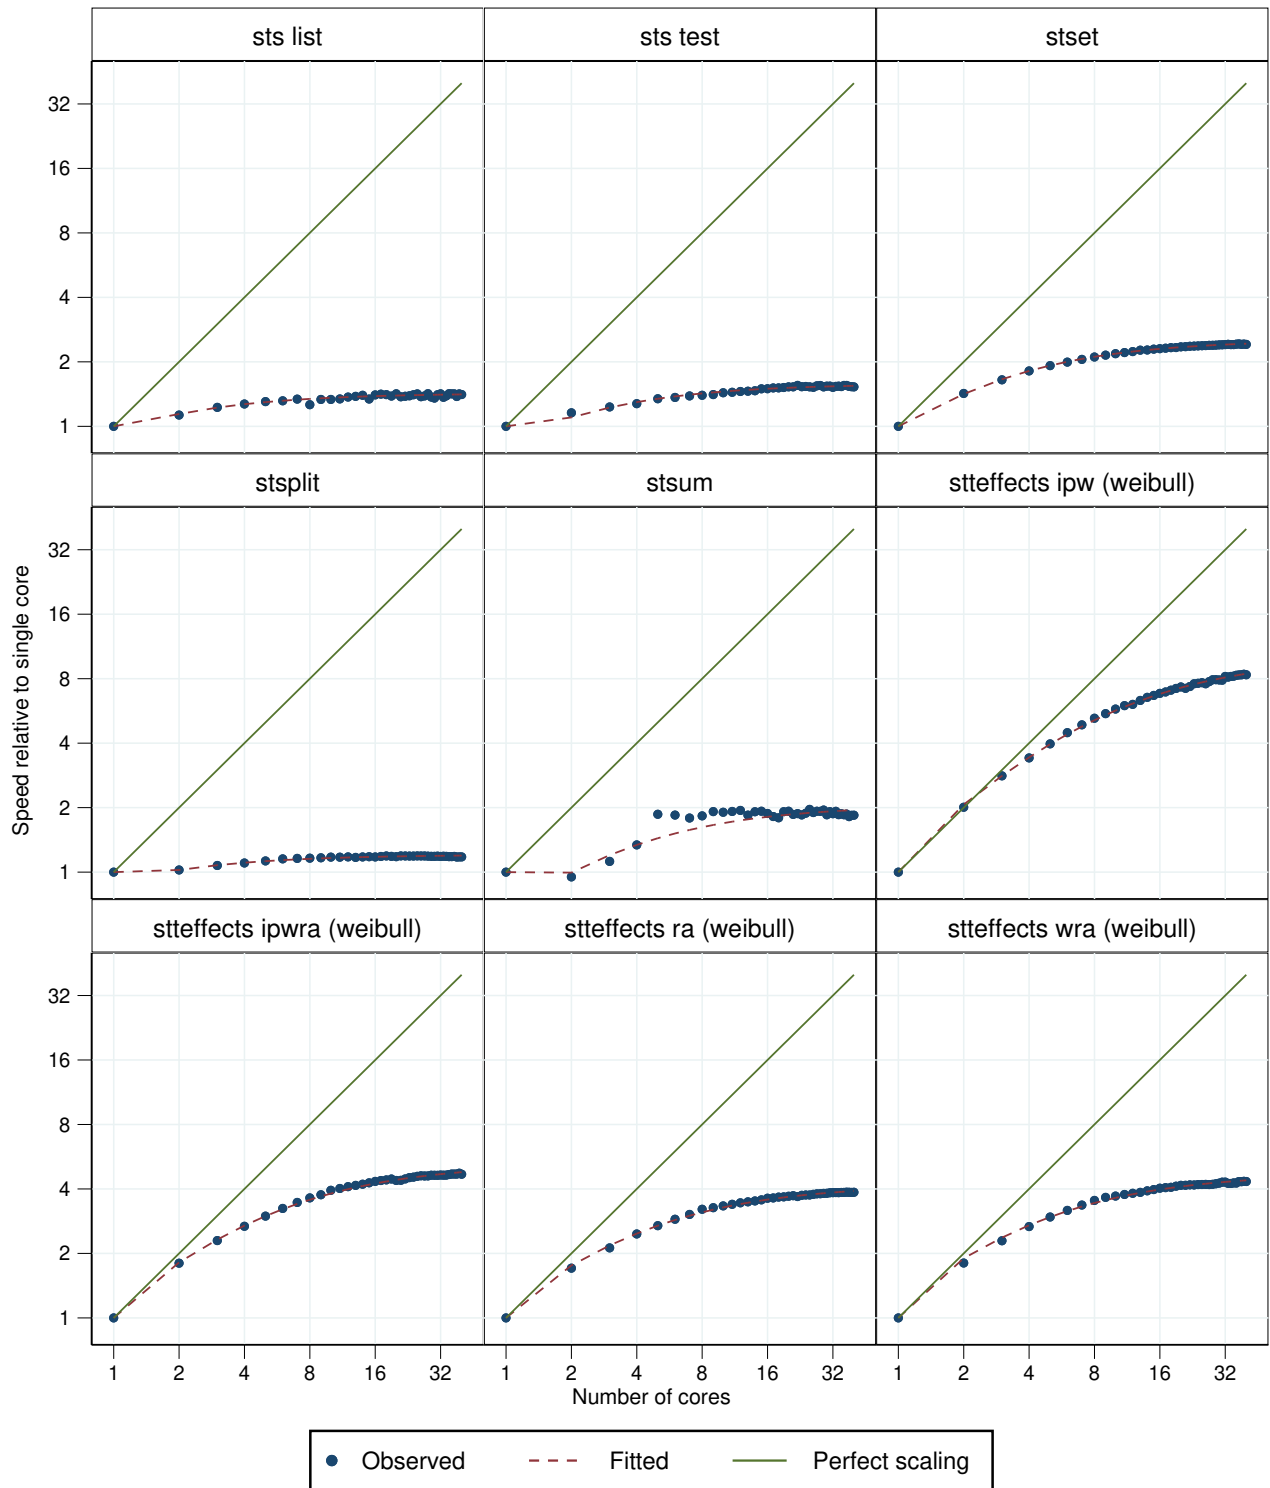 sts list
sts test
stset
32
16
8
4
2
1
stsplit
stsum
stteffects ipw (weibull)
32
16
8
4
2
1
Speed relative to single core
stteffects ipwra (weibull)
stteffects ra (weibull)
stteffects wra (weibull)
32
16
8
4
2
1
1 2 4 8 16 32
1 2 4 8 16 32
1 2 4 8 16 32
Number of cores
Observed
Fitted
Perfect scaling